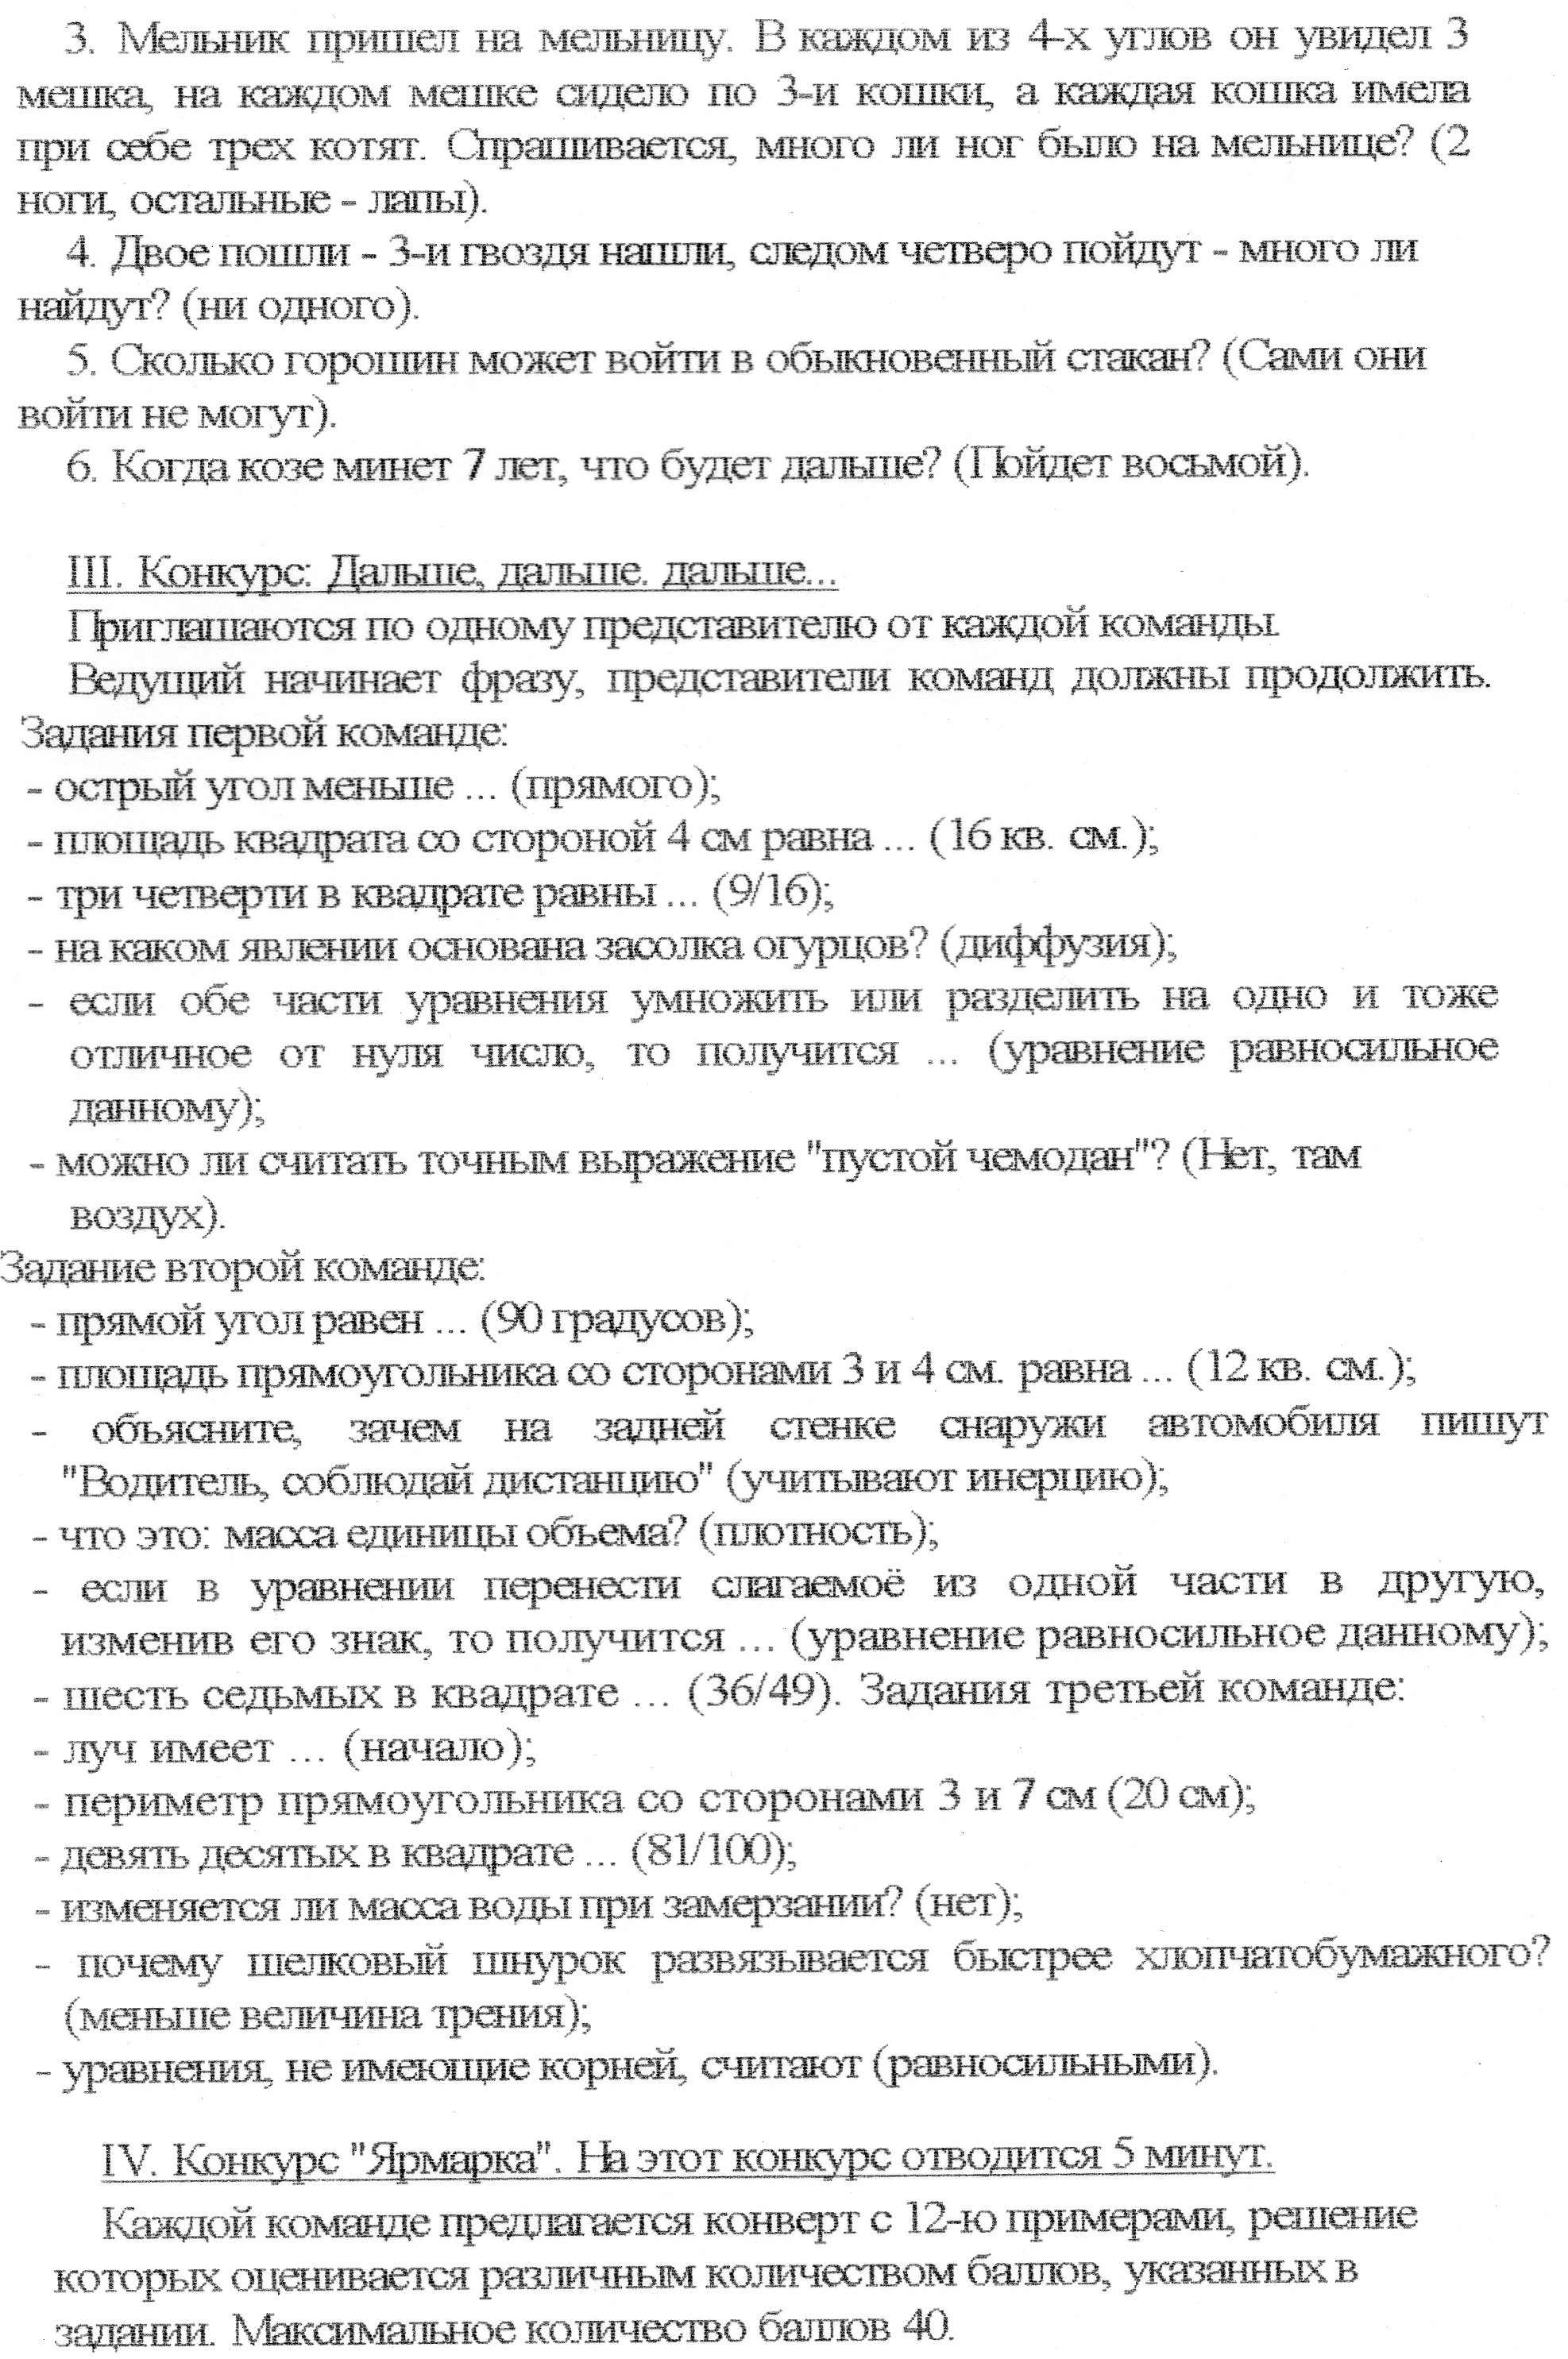 3. Мельник пришел на мельницу. В каждом из 4-х углов он увидел 3
мешка, на каждом мешке сидело по 3-и кошки, а каждая кошка имела
при себе трех котят. Спрашивается, много ли ног было на мельнице? (2
ноги, остальные - лапы).
4. Двое пошли - 3-и гвоздя нашли, следом четверо пойдут - много ли
найдут? (ни одного).
5. Сколько горошин может войти в обыкновенный стакан? (Сами они
войти не могут).
6. Когда козе минет 7 лет, что будет дальше? (Пойдет восьмой).
III. Конкурс: Дальше, дальше. дальше...
Приглашаются по одному представителю от каждой команды.
Ведущий начинает фразу, представители команд должны продолжить.
Задания первой команде:
- острый угол меньше ... (прямого);
- площадь квадрата со стороной 4 см равна ... (16 кв. см.);
- три четверти в квадрате равны ... (9/16);
- на каком явлении основана засолка огурцов? (диффузия);
- если обе части уравнения умножить или разделить на одно и тоже
отличное от нуля число, то получится ... (уравнение равносильное
данному);
- можно ли считать точным выражение "пустой чемодан"? (Нет, там
воздух).
Задание второй команде:
- прямой угол равен ... (90 градусов);
- площадь прямоугольника со сторонами 3 и 4 см. равна ... (12 кв. см.);
- объясните, зачем на задней стенке снаружи автомобиля пишут
"Водитель, соблюдай дистанцию" (учитывают инерцию);
- что это: масса единицы объема? (плотность);
- если в уравнении перенести слагаемоё из одной части в другую,
изменив его знак, то получится ... (уравнение равносильное данному);
- шесть седьмых в квадрате ... (36/49). Задания третьей команде:
- луч имеет ... (начало);
- периметр прямоугольника со сторонами 3 и 7 см (20 см);
- девять десятых в квадрате ... (81/100);
- изменяется ли масса воды при замерзании? (нет);
- почему шелковый шнурок развязывается быстрее хлопчатобумажного?
(меньше величина трения);
- уравнения, не имеющие корней, считают (равносильными).
IV. Конкурс "Ярмарка". На этот конкурс отводится 5 минут.
Каждой команде предлагается конверт с 12-ю примерами, решение
которых оценивается различным количеством баллов, указанных в
задании. Максимальное количество баллов 40.